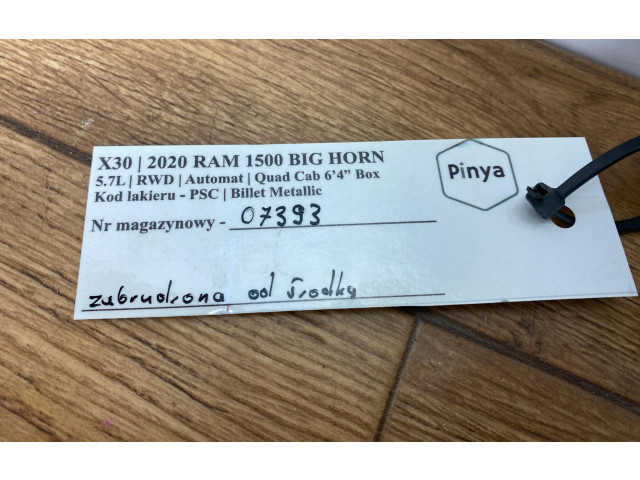 X30 | 2020 RAM 1500 BIG HORN
5.7L | RWD | Automat | Quad Cab 6'4” Box
Kod lakieru - PSC | Billet Metallic
Nr magazynowy - 07393
Pinya
zabrudzona od środka